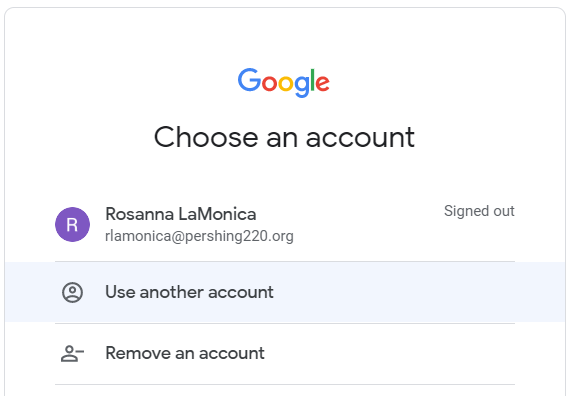 Google
Choose an account
R
Rosanna LaMonica
Signed out
rlamonica@pershing220.org
Use another account
Remove an account